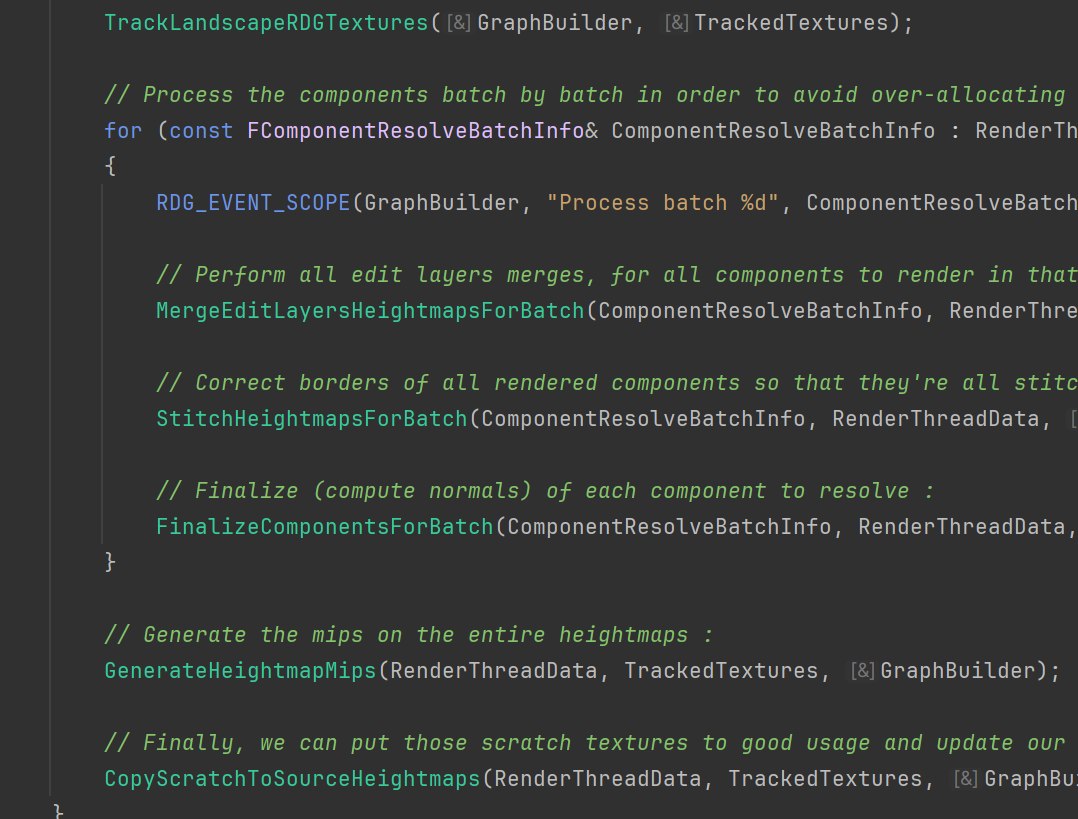 TrackLandscapeRDGTextures([&]GraphBuilder, [&]TrackedTextures);
// Process the components batch by batch in order to avoid over-allocating
for (const FComponentResolveBatchInfo& ComponentResolveBatchInfo : RenderTh
{
RDG_EVENT_SCOPE(GraphBuilder, "Process batch %d", ComponentResolveBatch
// Perform all edit layers merges, for all components to render in that
MergeEditLayersHeightmapsForBatch(ComponentResolveBatchInfo, RenderThre
// Correct borders of all rendered components so that they're all stitc
StitchHeightmapsForBatch(ComponentResolveBatchInfo, RenderThreadData, [
// Finalize (compute normals) of each component to resolve :
FinalizeComponentsForBatch(ComponentResolveBatchInfo, RenderThreadData,
}
// Generate the mips on the entire heightmaps :
GenerateHeightmapMips(RenderThreadData, TrackedTextures, [&]GraphBuilder);
// Finally, we can put those scratch textures to good usage and update our
CopyScratchToSourceHeightmaps(RenderThreadData, TrackedTextures, [&]GraphBu
}